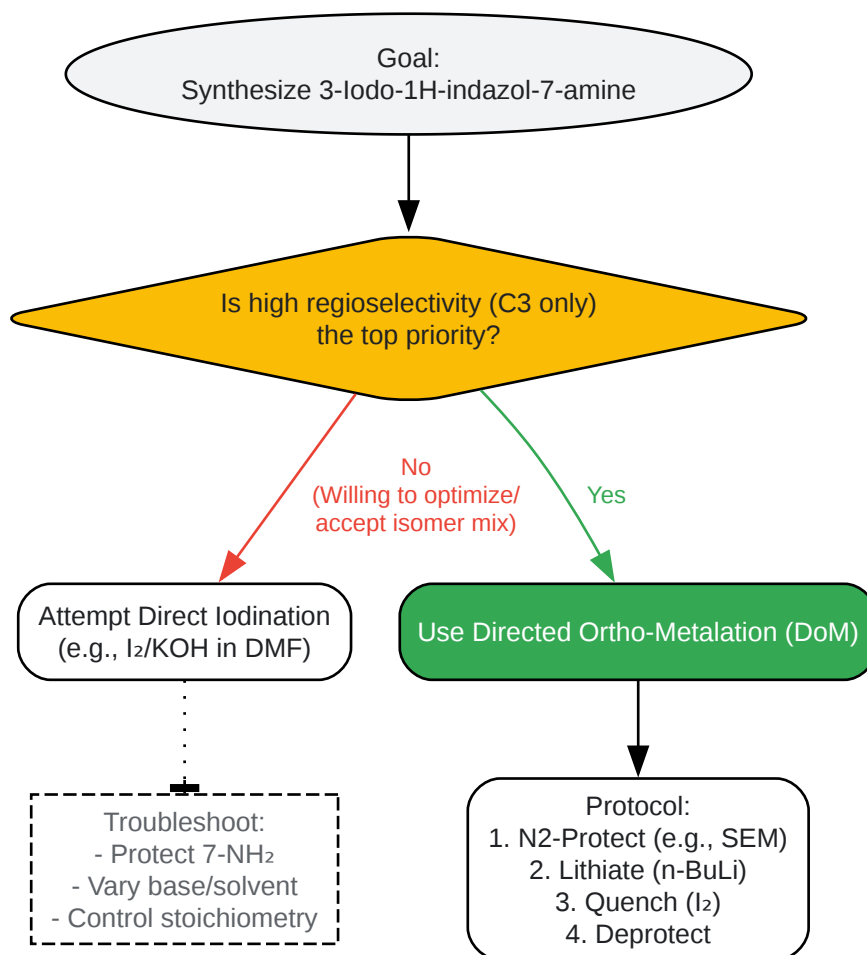 Goal:
Synthesize 3-Iodo-1H-indazol-7-amine
Is high regioselectivity (C3 only)
the top priority?
No
(Willing to optimize/
accept isomer mix)
Yes
Attempt Direct Iodination
(e.g., I₂/KOH in DMF)
Use Directed Ortho-Metalation (DoM)
Troubleshoot:
- Protect 7-NH₂
- Vary base/solvent
- Control stoichiometry
Protocol:
1. N2-Protect (e.g., SEM)
2. Lithiate (n-BuLi)
3. Quench (I₂)
4. Deprotect